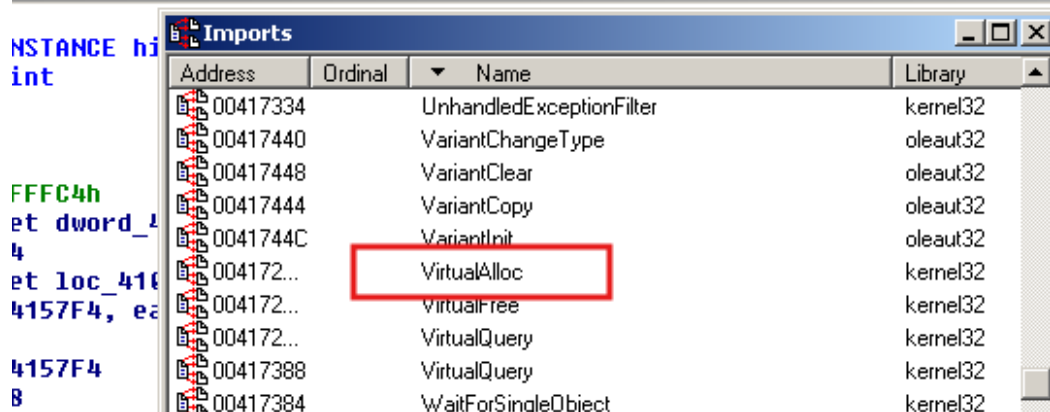 NSTANCE hi
int
FFFC4h
et dword_4
4
et loc_410
4157F4, ea
4157F4
8
Imports
Address Ordinal Name Library
00417334 UnhandledExceptionFilter kernel32
00417440 VariantChangeType oleaut32
00417448 VariantClear oleaut32
00417444 VariantCopy oleaut32
0041744C VariantInit oleaut32
004172... VirtualAlloc kernel32
004172... VirtualFree kernel32
004172... VirtualQuery kernel32
00417388 VirtualQuery kernel32
00417384 WaitForSingleObject kernel32